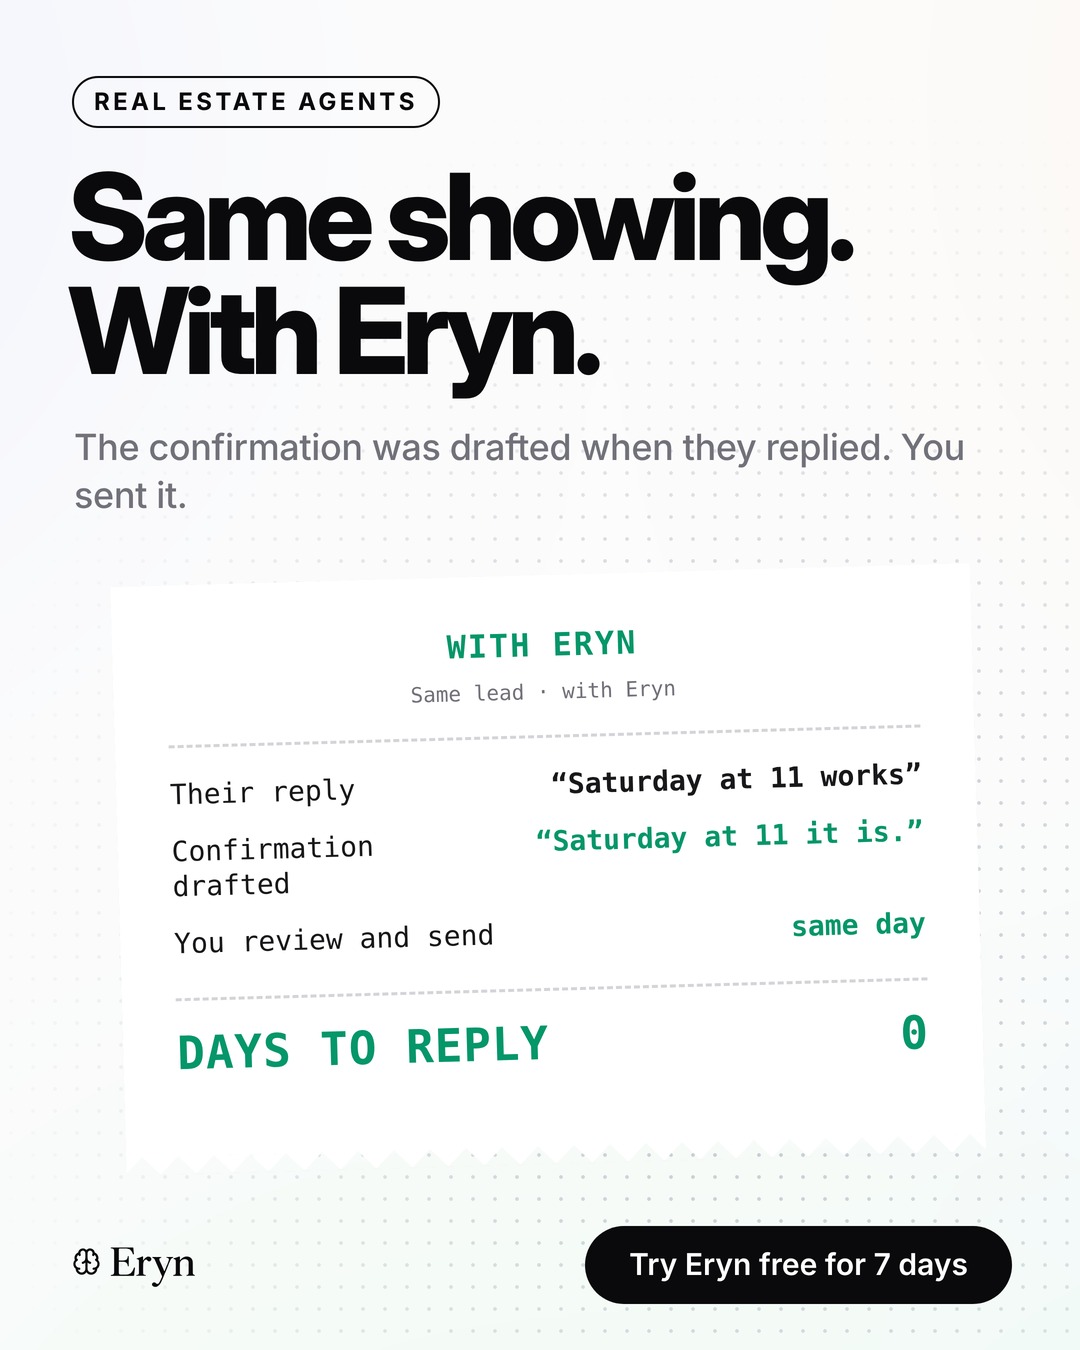 REAL ESTATE AGENTS
Same showing.
With Eryn.
The confirmation was drafted when they replied. You
sent it.
WITH ERYN
Same lead · with Eryn
Their reply “Saturday at 11 works”
Confirmation “Saturday at 11 it is.”
drafted
You review and send same day
DAYS TO REPLY 0
Eryn
Try Eryn free for 7 days